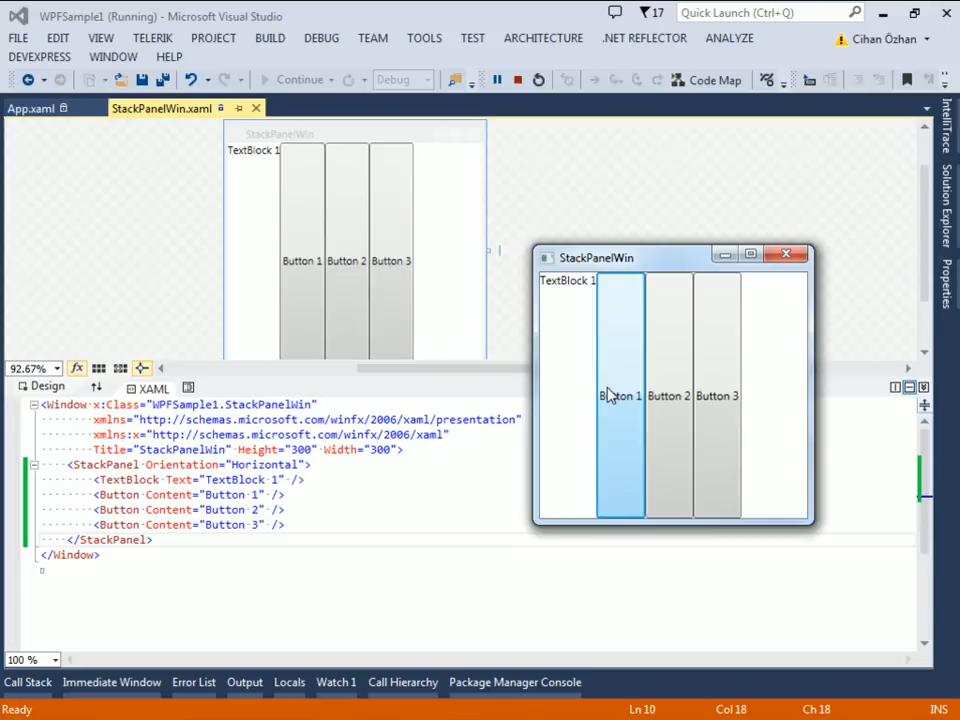 WPFSample1 (Running) - Microsoft Visual Studio
17
Quick Launch (Ctrl+Q)
FILE EDIT VIEW TELERIK PROJECT BUILD DEBUG TEAM TOOLS TEST ARCHITECTURE .NET REFLECTOR ANALYZE
Cihan Özhan
DEVEXPRESS WINDOW HELP
Continue
Debug
Code Map
App.xaml
StackPanelWin.xaml
StackPanelWin
TextBlock 1
Button 1
Button 2
Button 3
StackPanelWin
TextBlock 1
Button 1
Button 2
Button 3
IntelliTrace
Solution Explorer
Properties
92.67%
fx
Design
XAML
<Window x:Class="WPFSample1.StackPanelWin"
xmlns="http://schemas.microsoft.com/winfx/2006/xaml/presentation"
xmlns:x="http://schemas.microsoft.com/winfx/2006/xaml"
Title="StackPanelWin" Height="300" Width="300">
<StackPanel Orientation="Horizontal">
<TextBlock Text="TextBlock 1" />
<Button Content="Button 1" />
<Button Content="Button 2" />
<Button Content="Button 3" />
</StackPanel>
</Window>
100 %
Call Stack Immediate Window Error List Output Locals Watch 1 Call Hierarchy Package Manager Console
Ready
Ln 10
Col 18
Ch 18
INS